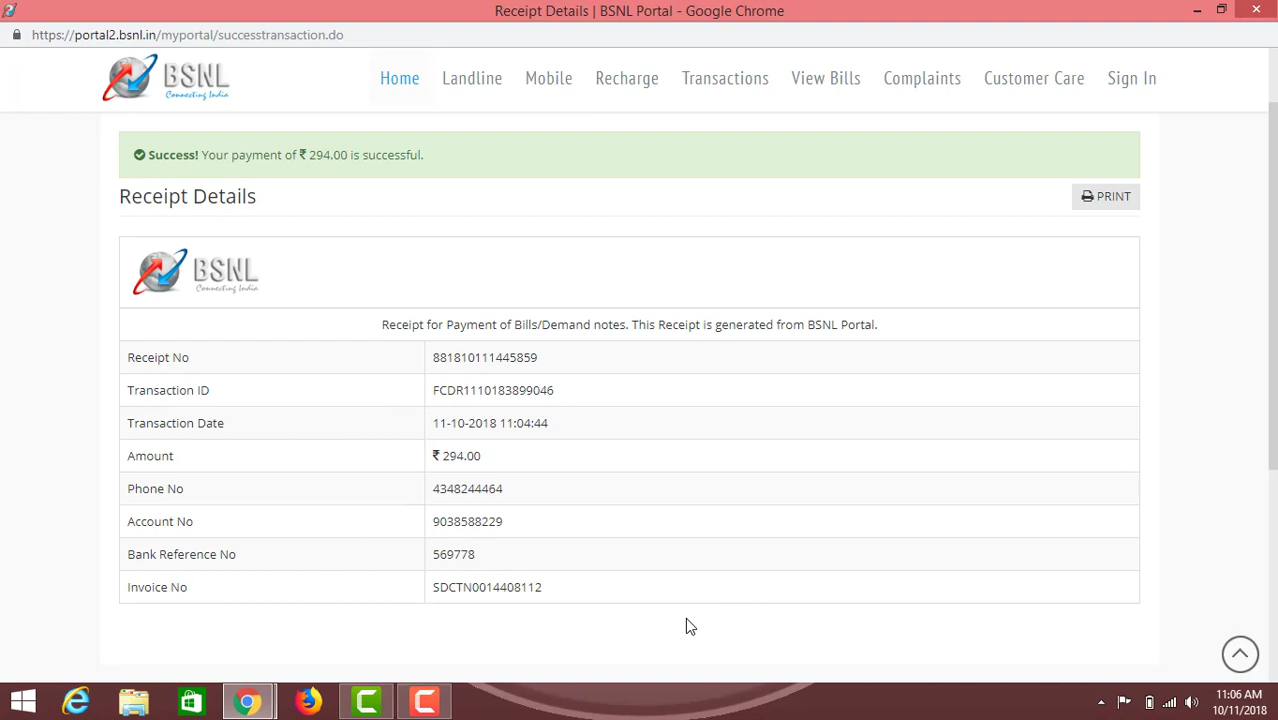 Receipt Details | BSNL Portal - Google Chrome
https://portal2.bsnl.in/myportal/successtransaction.do
BSNL
Connecting India
Home Landline Mobile Recharge Transactions View Bills Complaints Customer Care Sign In
Success! Your payment of ₹ 294.00 is successful.
Receipt Details
PRINT
BSNL
Connecting India
Receipt for Payment of Bills/Demand notes. This Receipt is generated from BSNL Portal.
Receipt No 881810111445859
Transaction ID FCDR1110183899046
Transaction Date 11-10-2018 11:04:44
Amount ₹ 294.00
Phone No 4348244464
Account No 9038588229
Bank Reference No 569778
Invoice No SDCTN0014408112
11:06 AM
10/11/2018